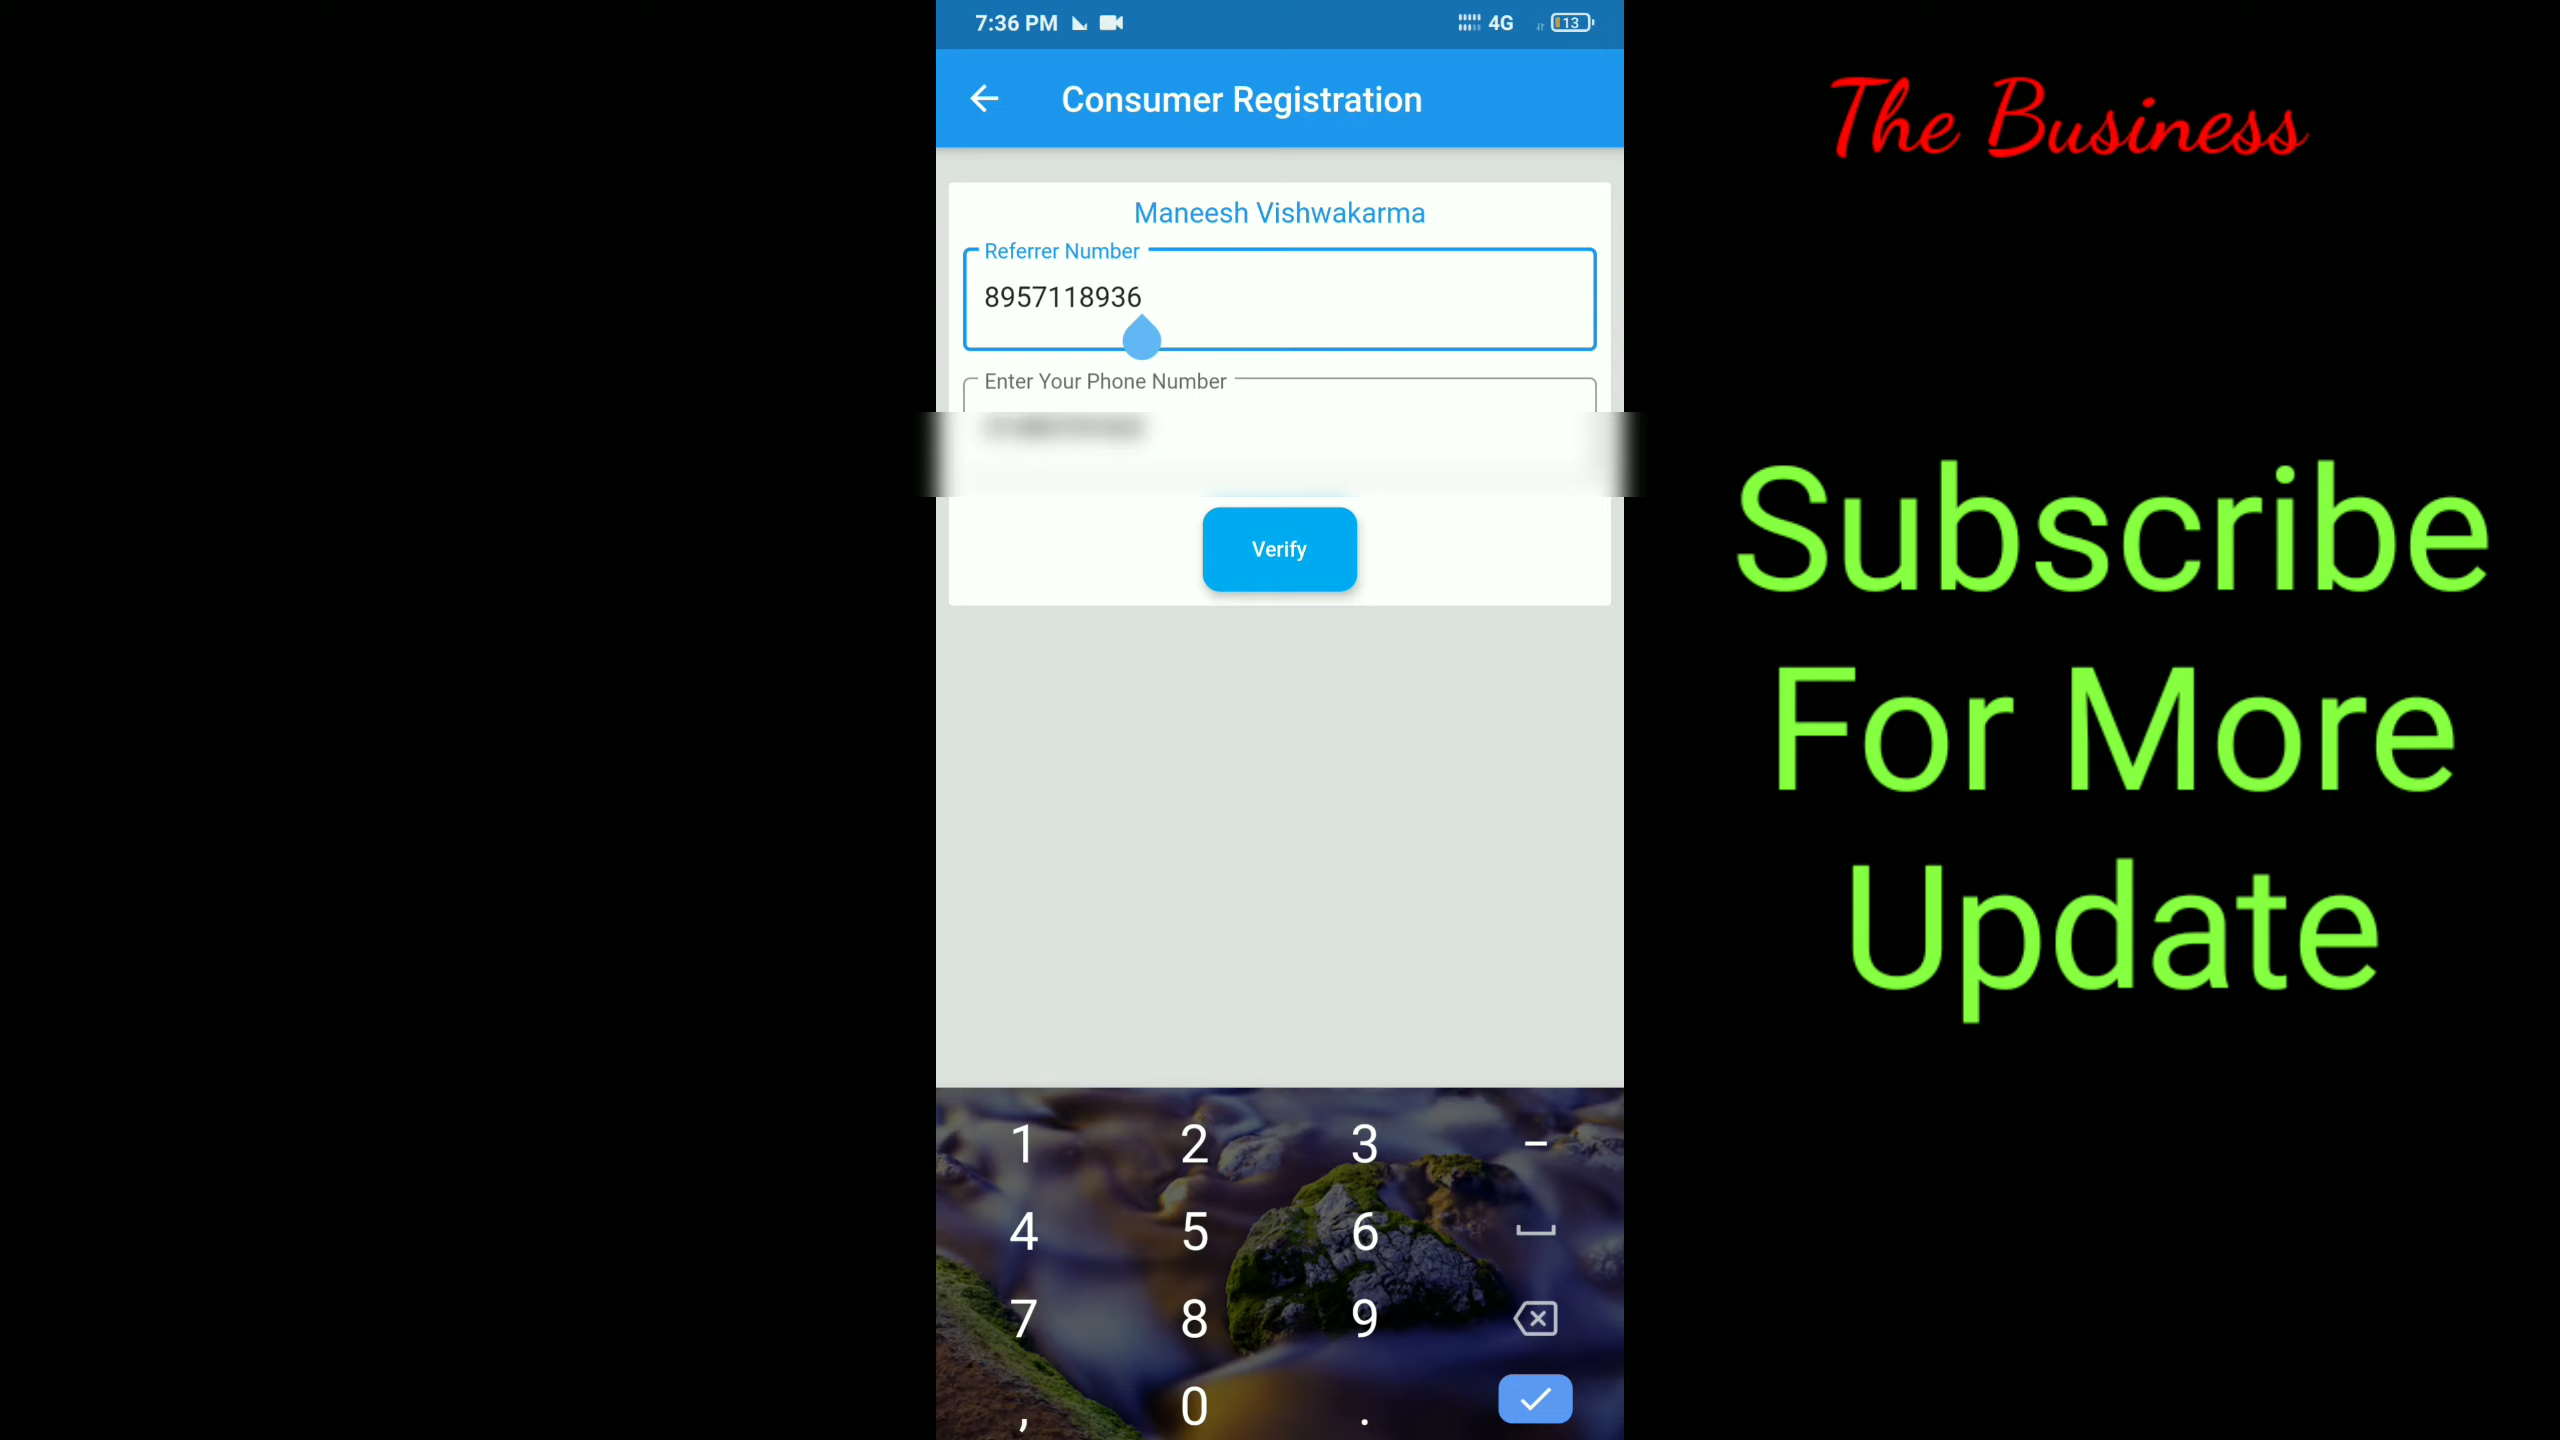 7:36 PM
4G
13
Consumer Registration
The Business
Maneesh Vishwakarma
Referrer Number
8957118936
Enter Your Phone Number
Verify
Subscribe
For More
Update
1 2 3 -
4 5 6
7 8 9
, 0 .